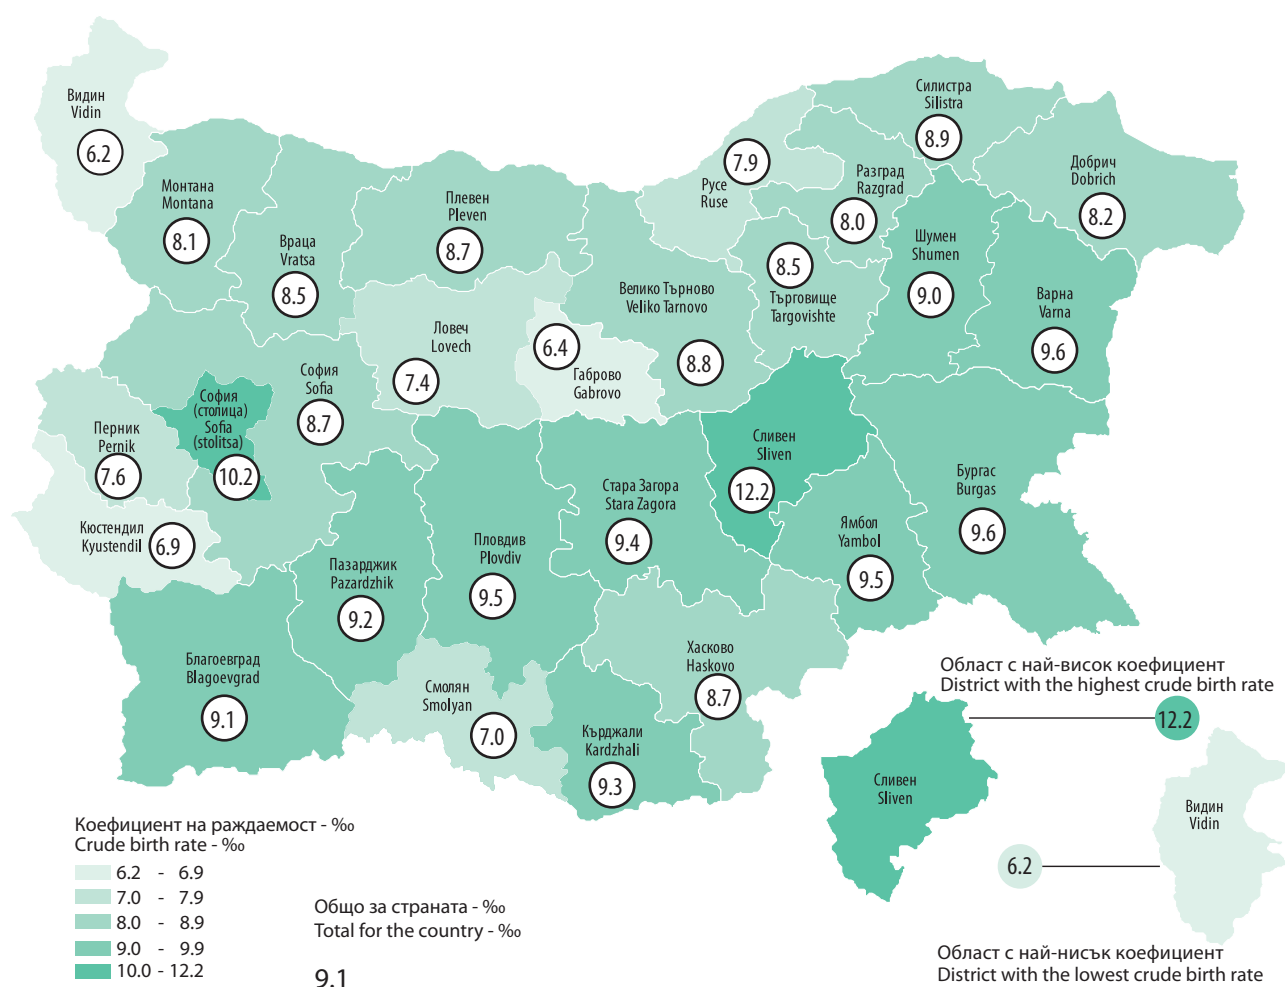 Видин
Vidin
6.2
Монтана
Montana
8.1
Враца
Vratsa
8.5
Плевен
Pleven
8.7
Ловеч
Lovech
7.4
6.4
Габрово
Gabrovo
Велико Търново
Veliko Tarnovo
8.8
Русе
Ruse
7.9
Разград
Razgrad
8.0
Силистра
Silistra
8.9
Добрич
Dobrich
8.2
8.5
Търговище
Targovishte
Шумен
Shumen
9.0
Варна
Varna
9.6
София
(столица)
Sofia
(stolitsa)
10.2
София
Sofia
8.7
Перник
Pernik
7.6
Кюстендил
Kyustendil
6.9
Благоевград
Blagoevgrad
9.1
Пазарджик
Pazardzhik
9.2
Пловдив
Plovdiv
9.5
Стара Загора
Stara Zagora
9.4
Сливен
Sliven
12.2
Ямбол
Yambol
9.5
Бургас
Burgas
9.6
Хасково
Haskovo
8.7
Смолян
Smolyan
7.0
Кърджали
Kardzhali
9.3
Област с най-висок коефициент
District with the highest crude birth rate
12.2
Сливен
Sliven
Видин
Vidin
6.2
Област с най-нисък коефициент
District with the lowest crude birth rate
Коефициент на раждаемост - ‰
Crude birth rate - ‰
6.2 - 6.9
7.0 - 7.9
8.0 - 8.9
9.0 - 9.9
10.0 - 12.2
Общо за страната - ‰
Total for the country - ‰
9.1